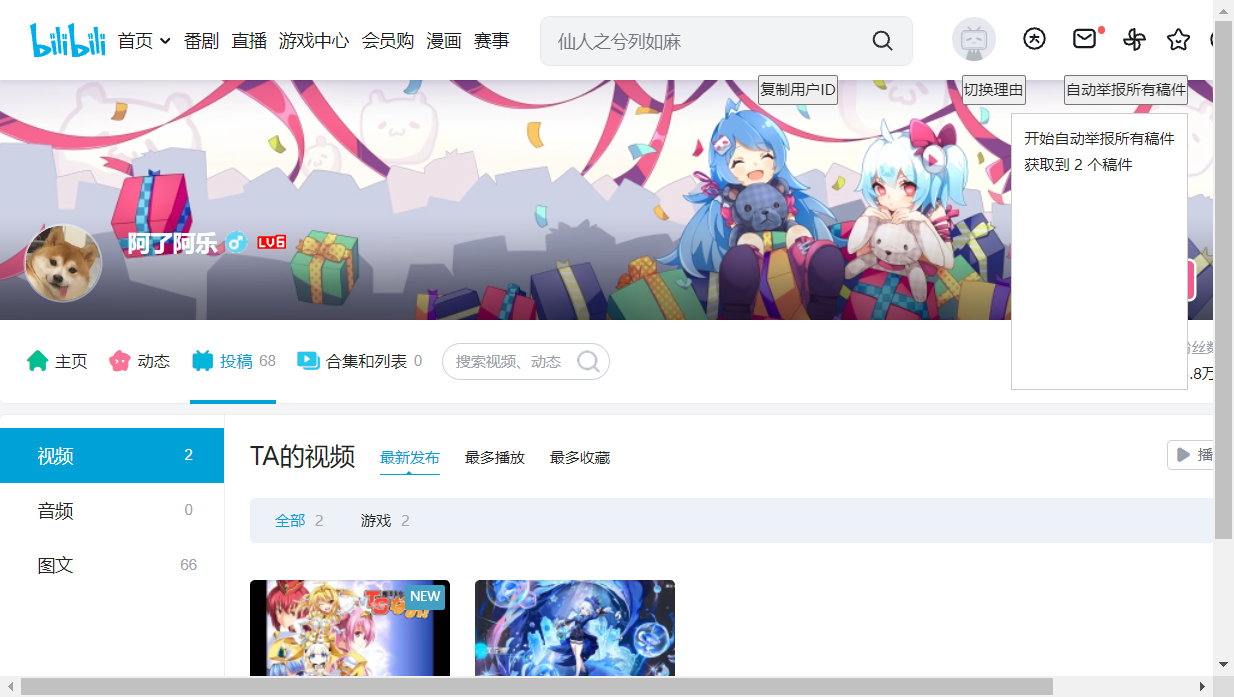 bilibili 首页 番剧 直播 游戏中心 会员购 漫画 赛事 仙人之兮列如麻
复制用户ID 切换理由 自动举报所有稿件
开始自动举报所有稿件
获取到 2 个稿件
阿了阿乐 LV6
主页 动态 投稿 68 合集和列表 0 搜索视频、动态
丝数
.8万
视频 2
音频 0
图文 66
TA的视频 最新发布 最多播放 最多收藏 播
全部 2 游戏 2
NEW